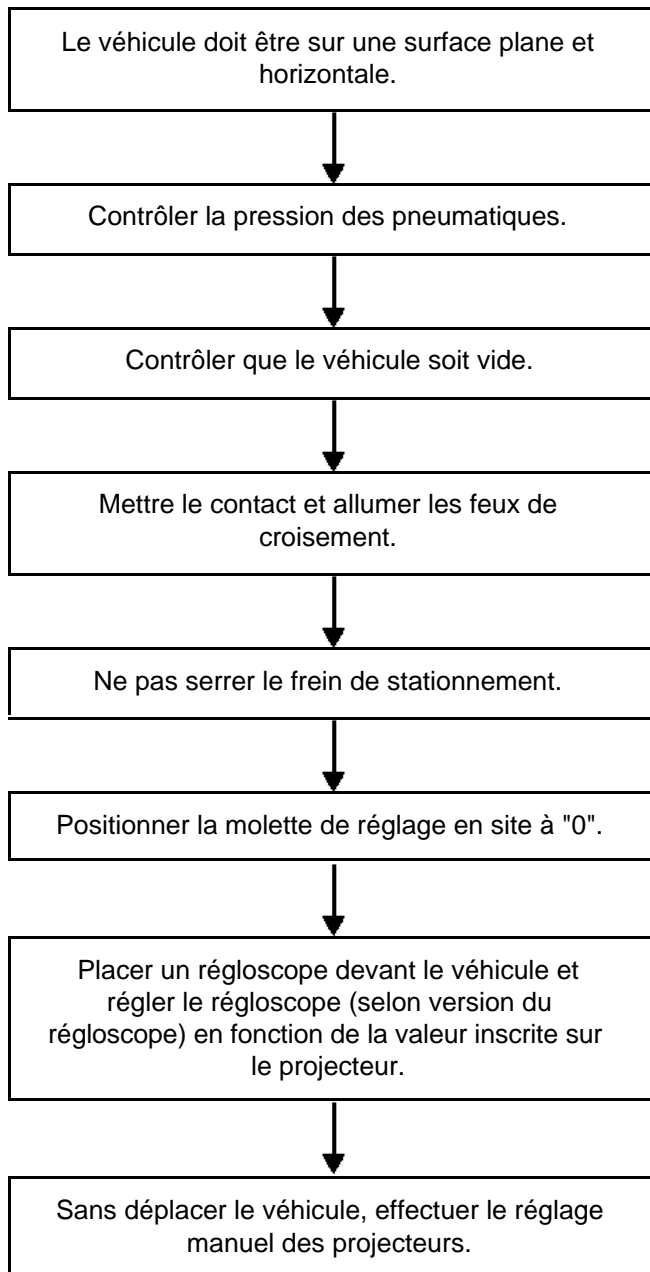 Le véhicule doit être sur une surface plane et
horizontale.
Contrôler la pression des pneumatiques.
Contrôler que le véhicule soit vide.
Mettre le contact et allumer les feux de
croisement.
Ne pas serrer le frein de stationnement.
Positionner la molette de réglage en site à "0".
Placer un régloscope devant le véhicule et
régler le régloscope (selon version du
régloscope) en fonction de la valeur inscrite sur
le projecteur.
Sans déplacer le véhicule, effectuer le réglage
manuel des projecteurs.